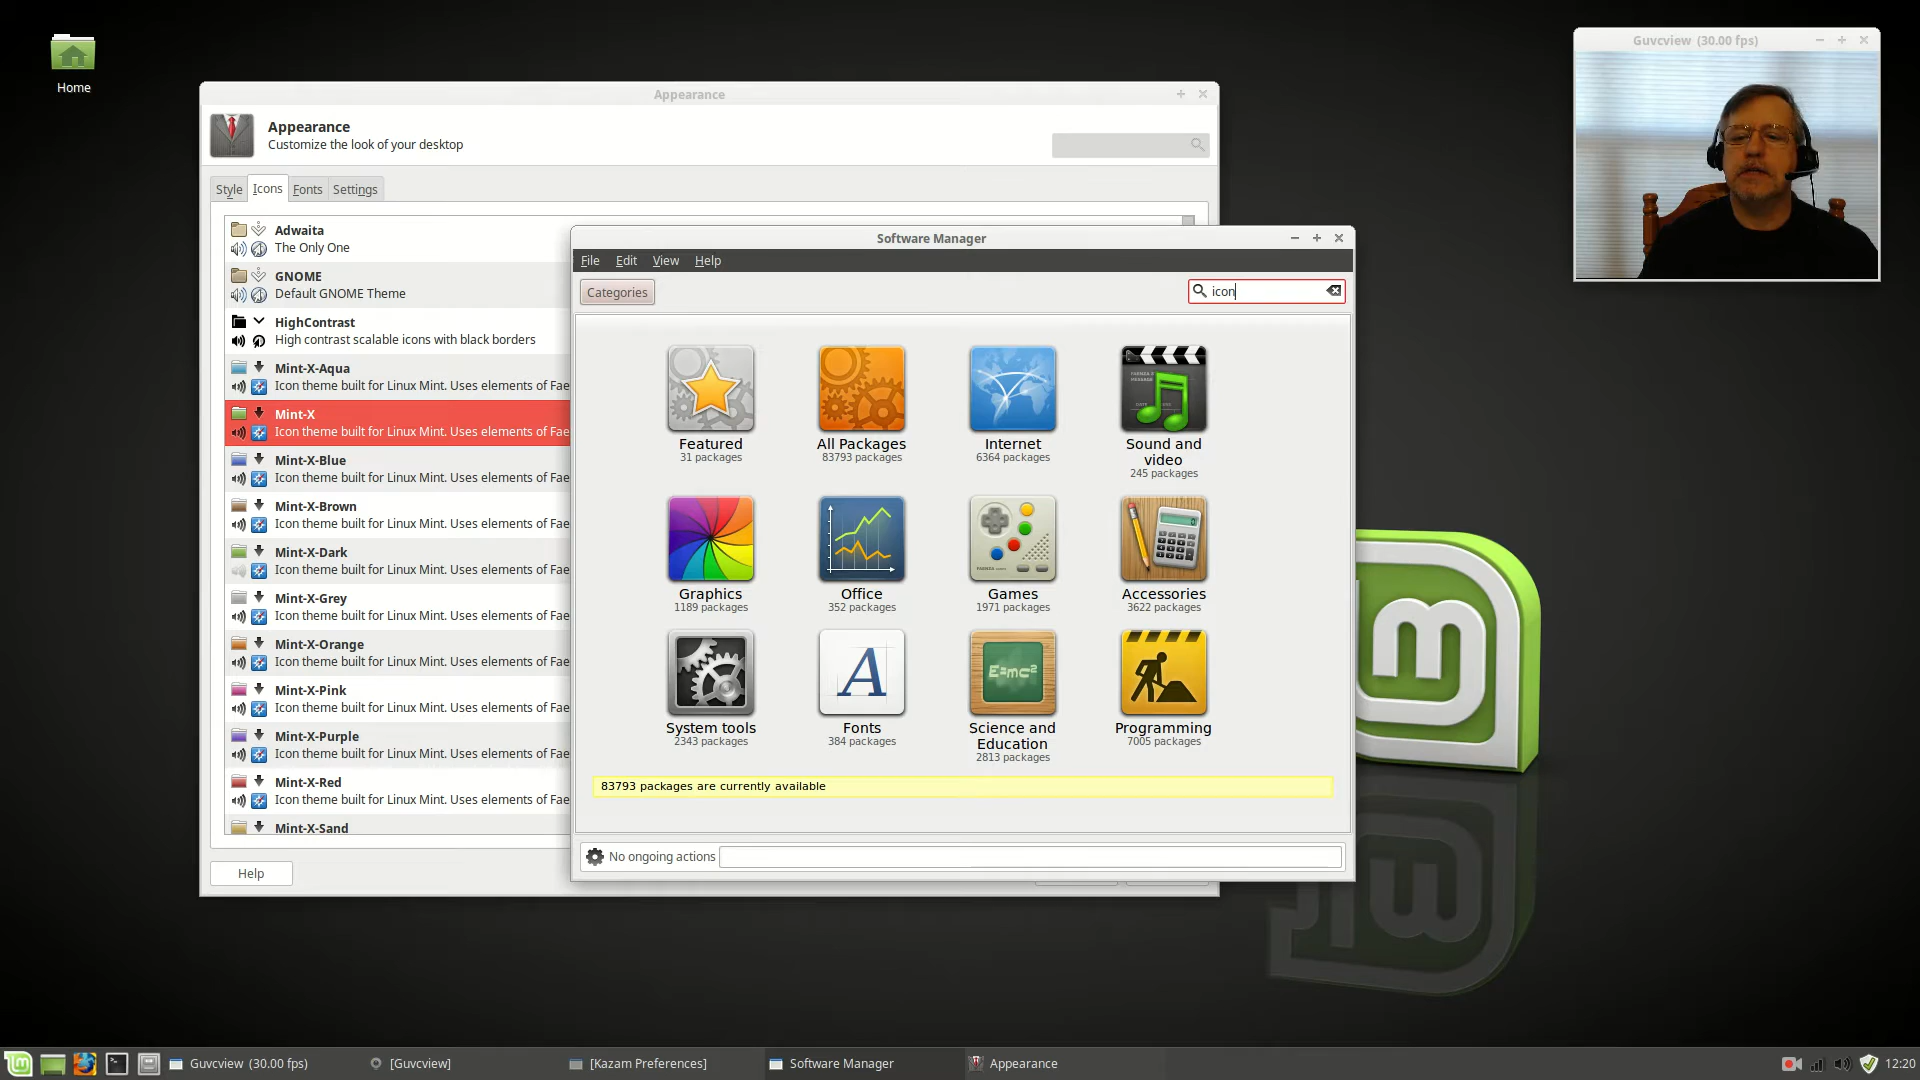 Home
Guvcview (30.00 fps)
Appearance
Appearance
Customize the look of your desktop
Style Icons Fonts Settings
Adwaita
The Only One
GNOME
Default GNOME Theme
HighContrast
High contrast scalable icons with black borders
Mint-X-Aqua
Icon theme built for Linux Mint. Uses elements of Fae
Mint-X
Icon theme built for Linux Mint. Uses elements of Fae
Mint-X-Blue
Icon theme built for Linux Mint. Uses elements of Fae
Mint-X-Brown
Icon theme built for Linux Mint. Uses elements of Fae
Mint-X-Dark
Icon theme built for Linux Mint. Uses elements of Fae
Mint-X-Grey
Icon theme built for Linux Mint. Uses elements of Fae
Mint-X-Orange
Icon theme built for Linux Mint. Uses elements of Fae
Mint-X-Pink
Icon theme built for Linux Mint. Uses elements of Fae
Mint-X-Purple
Icon theme built for Linux Mint. Uses elements of Fae
Mint-X-Red
Icon theme built for Linux Mint. Uses elements of Fae
Mint-X-Sand
Help
Software Manager
File Edit View Help
Categories
icon
Featured
31 packages
All Packages
83793 packages
Internet
6364 packages
Sound and
video
245 packages
Graphics
1189 packages
Office
352 packages
Games
1971 packages
Accessories
3622 packages
System tools
2343 packages
A
Fonts
384 packages
E=mc²
Science and
Education
2813 packages
Programming
7005 packages
83793 packages are currently available
No ongoing actions
Guvcview (30.00 fps) [Guvcview] [Kazam Preferences] Software Manager Appearance 12:20